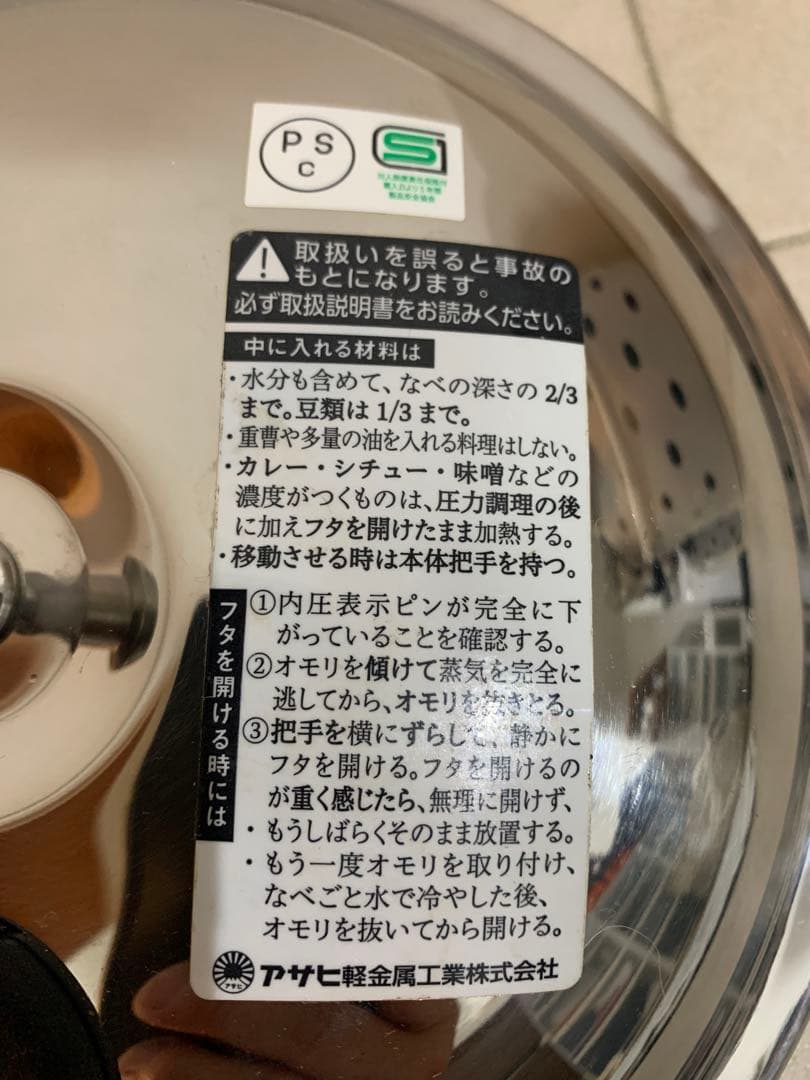 PS
c
S
取扱いを誤ると事故の
もとになります。
必ず取扱説明書をお読みください。
中に入れる材料は
・水分も含めて、なべの深さの 2/3
まで。豆類は 1/3 まで。
・重曹や多量の油を入れる料理はしない。
・カレー・シチュー・味噌などの
濃度がつくものは、圧力調理の後
に加えフタを開けたまま加熱する。
・移動させる時は本体把手を持つ。
フタを開ける時には
①内圧表示ピンが完全に下
がっていることを確認する。
②オモリを傾けて蒸気を完全に
逃してから、オモリを抜きとる。
③把手を横にずらして、静かに
フタを開ける。フタを開けるの
が重く感じたら、無理に開けず、
・もうしばらくそのまま放置する。
・もう一度オモリを取り付け、
なべごと水で冷やした後、
オモリを抜いてから開ける。
アサヒ
アサヒ軽金属工業株式会社